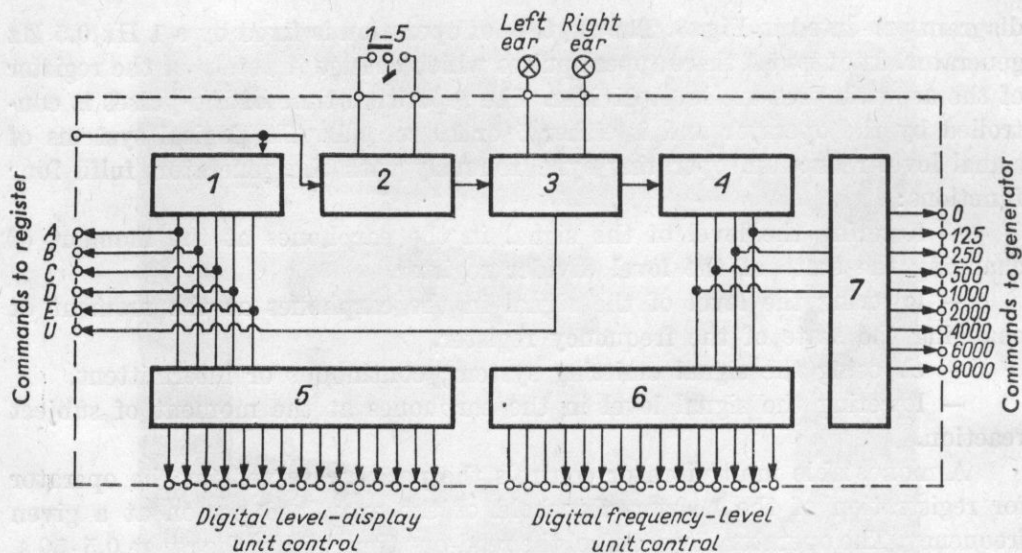 Left
ear
Right
ear
1-5
1
2
3
4
Commands to register
A
B
C
D
E
U
7
0
125
250
500
1000
2000
4000
6000
8000
Commands to generator
5
6
Digital level-display
unit control
Digital frequency-level
unit control